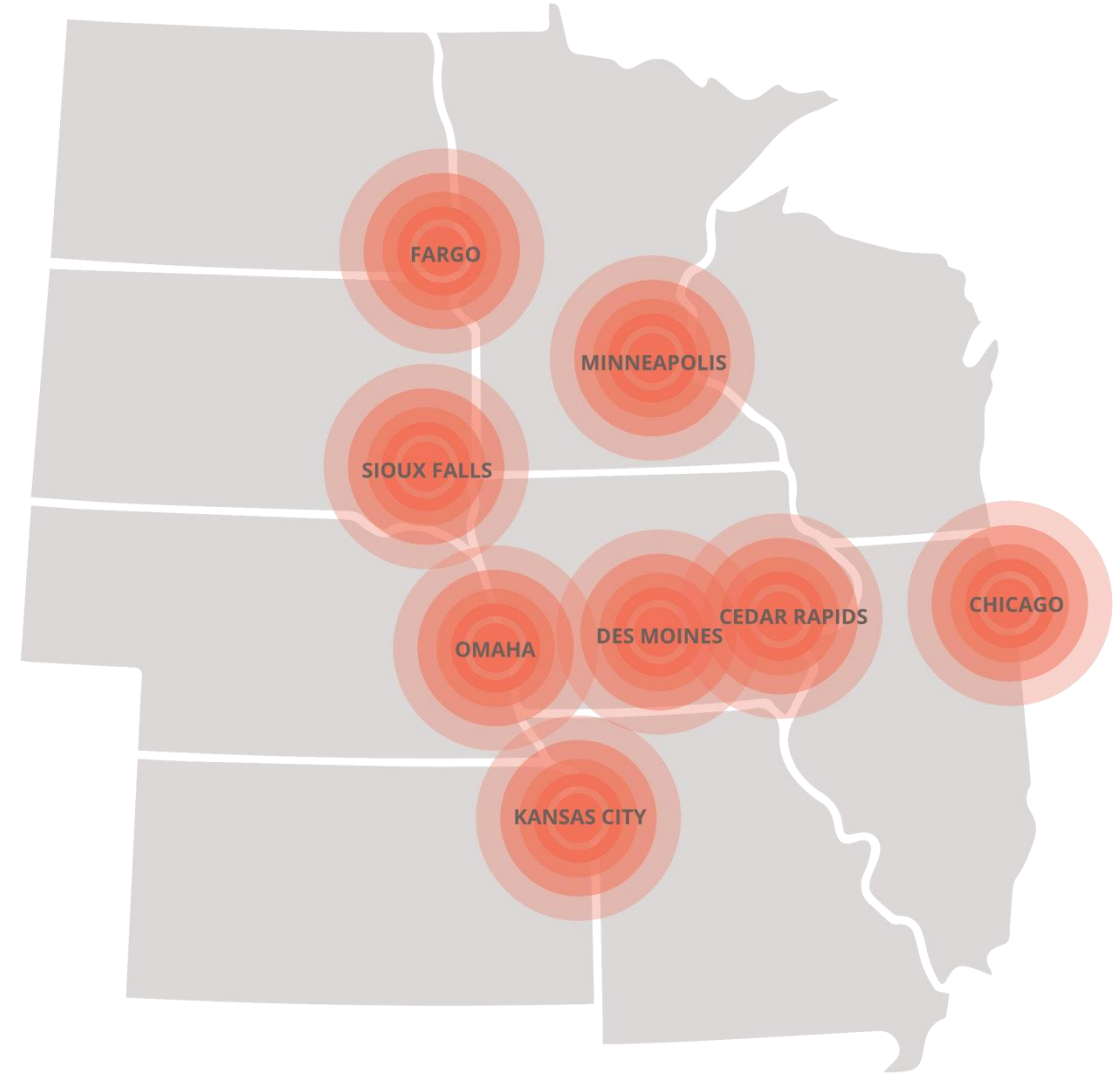 FARGO
MINNEAPOLIS
SIOUX FALLS
CHICAGO
CEDAR RAPIDS
DES MOINES
OMAHA
KANSAS CITY